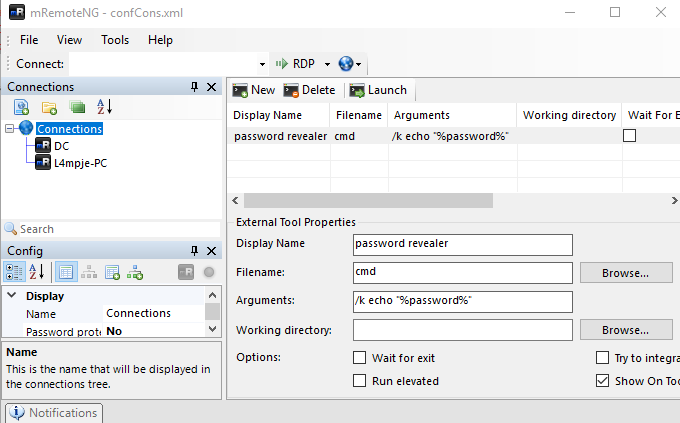 mRemoteNG - confCons.xml
File View Tools Help
Connect: RDP
Connections
Connections
DC
L4mpje-PC
Search
Config
Display
Name Connections
Password prote No
Name
This is the name that will be displayed in
the connections tree.
Notifications
New Delete Launch
Display Name Filename Arguments Working directory Wait For E
password revealer cmd /k echo "%password%"
External Tool Properties
Display Name password revealer
Filename: cmd Browse...
Arguments: /k echo "%password%"
Working directory: Browse...
Options: Wait for exit Try to integra
Run elevated Show On Too